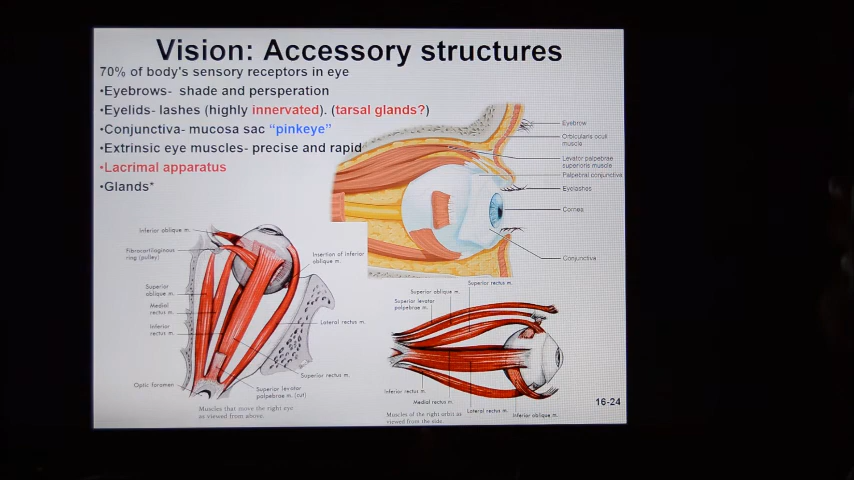 Vision: Accessory structures
70% of body's sensory receptors in eye
•Eyebrows- shade and persperation
•Eyelids- lashes (highly innervated). (tarsal glands?)
•Conjunctiva- mucosa sac "pinkeye"
•Extrinsic eye muscles- precise and rapid
•Lacrimal apparatus
•Glands*
Eyebrow
Orbicularis oculi
muscle
Levator palpebrae
superioris muscle
Palpebral conjunctiva
Eyelashes
Cornea
Conjunctiva
Inferior oblique m.
Fibrocartilaginous
ring (pulley)
Insertion of inferior
oblique m.
Superior
oblique m.
Medial
rectus m.
Inferior
rectus m.
Lateral rectus m.
Superior rectus m.
Optic foramen
Superior levator
palpebrae m. (cut)
Muscles that move the right eye
as viewed from above.
Superior rectus m.
Superior oblique m.
Superior levator
palpebrae m.
Inferior rectus m.
Medial rectus m.
Lateral rectus m.
Inferior oblique m.
Muscles of the right orbit as
viewed from the side.
16-24